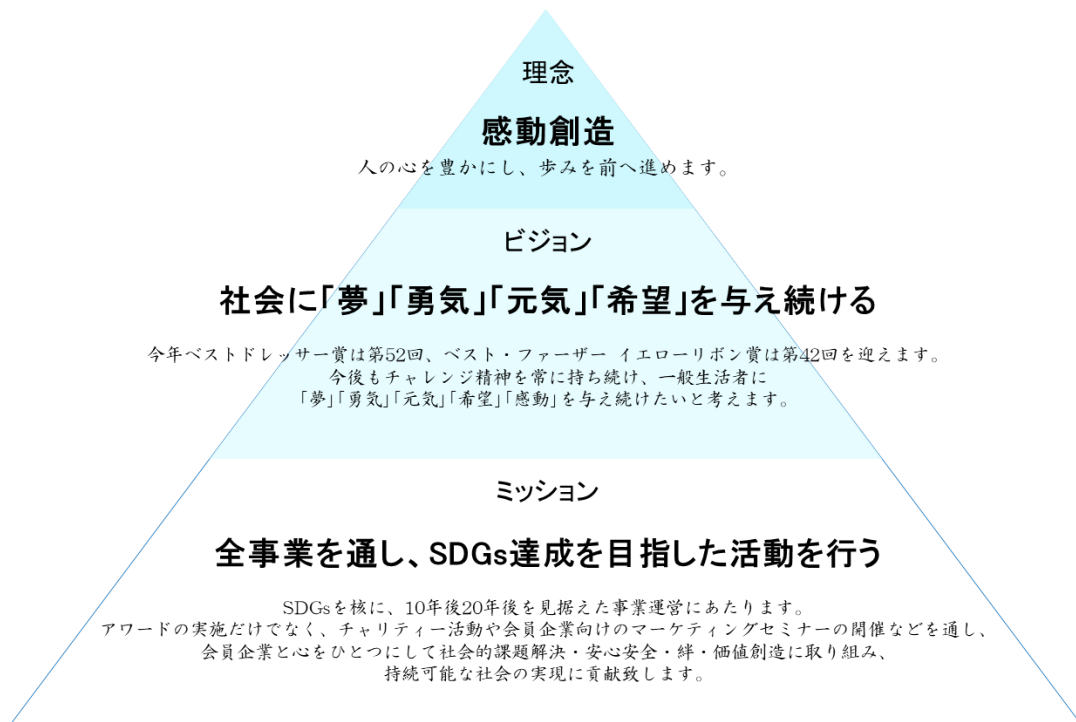 理念
感動創造
人の心を豊かにし、歩みを前へ進めます。
ビジョン
社会に「夢」「勇気」「元気」「希望」を与え続ける
今年ベストドレッサー賞は第52回、ベスト・ファーザー イエローリボン賞は第42回を迎えます。
今後もチャレンジ精神を常に持ち続け、一般生活者に
「夢」「勇気」「元気」「希望」「感動」を与え続けたいと考えます。
ミッション
全事業を通し、SDGs達成を目指した活動を行う
SDGsを核に、10年後20年後を見据えた事業運営にあたります。
アワードの実施だけでなく、チャリティー活動や会員企業向けのマーケティングセミナーの開催などを通し、
会員企業と心をひとつにして社会的課題解決・安心安全・絆・価値創造に取り組み、
持続可能な社会の実現に貢献致します。